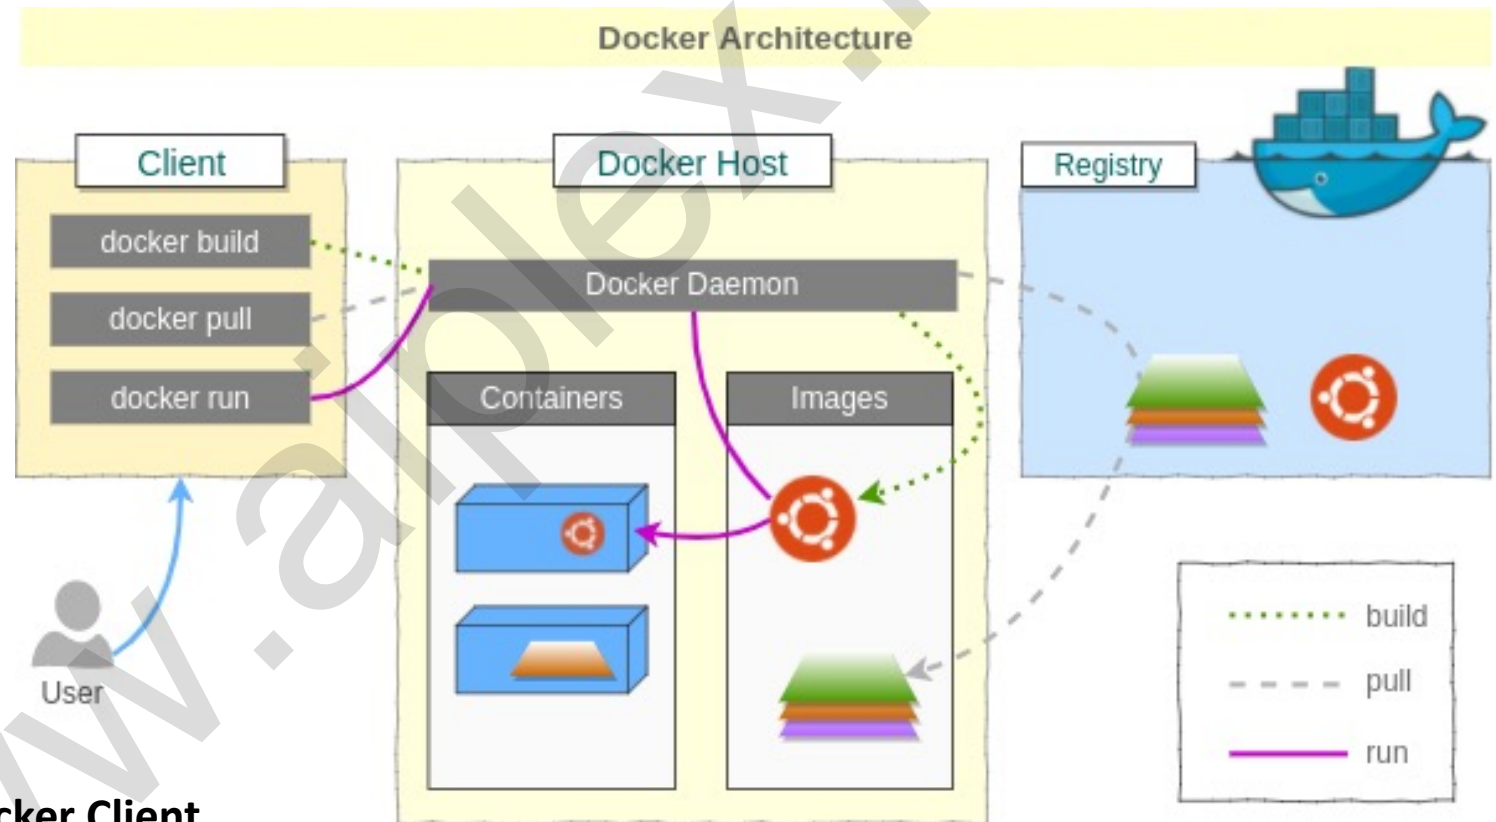 Docker Architecture
Client
docker build
docker pull
docker run
User
Docker Host
Docker Daemon
Containers
Images
Registry
build
pull
run
cker Client
w.aiplex.